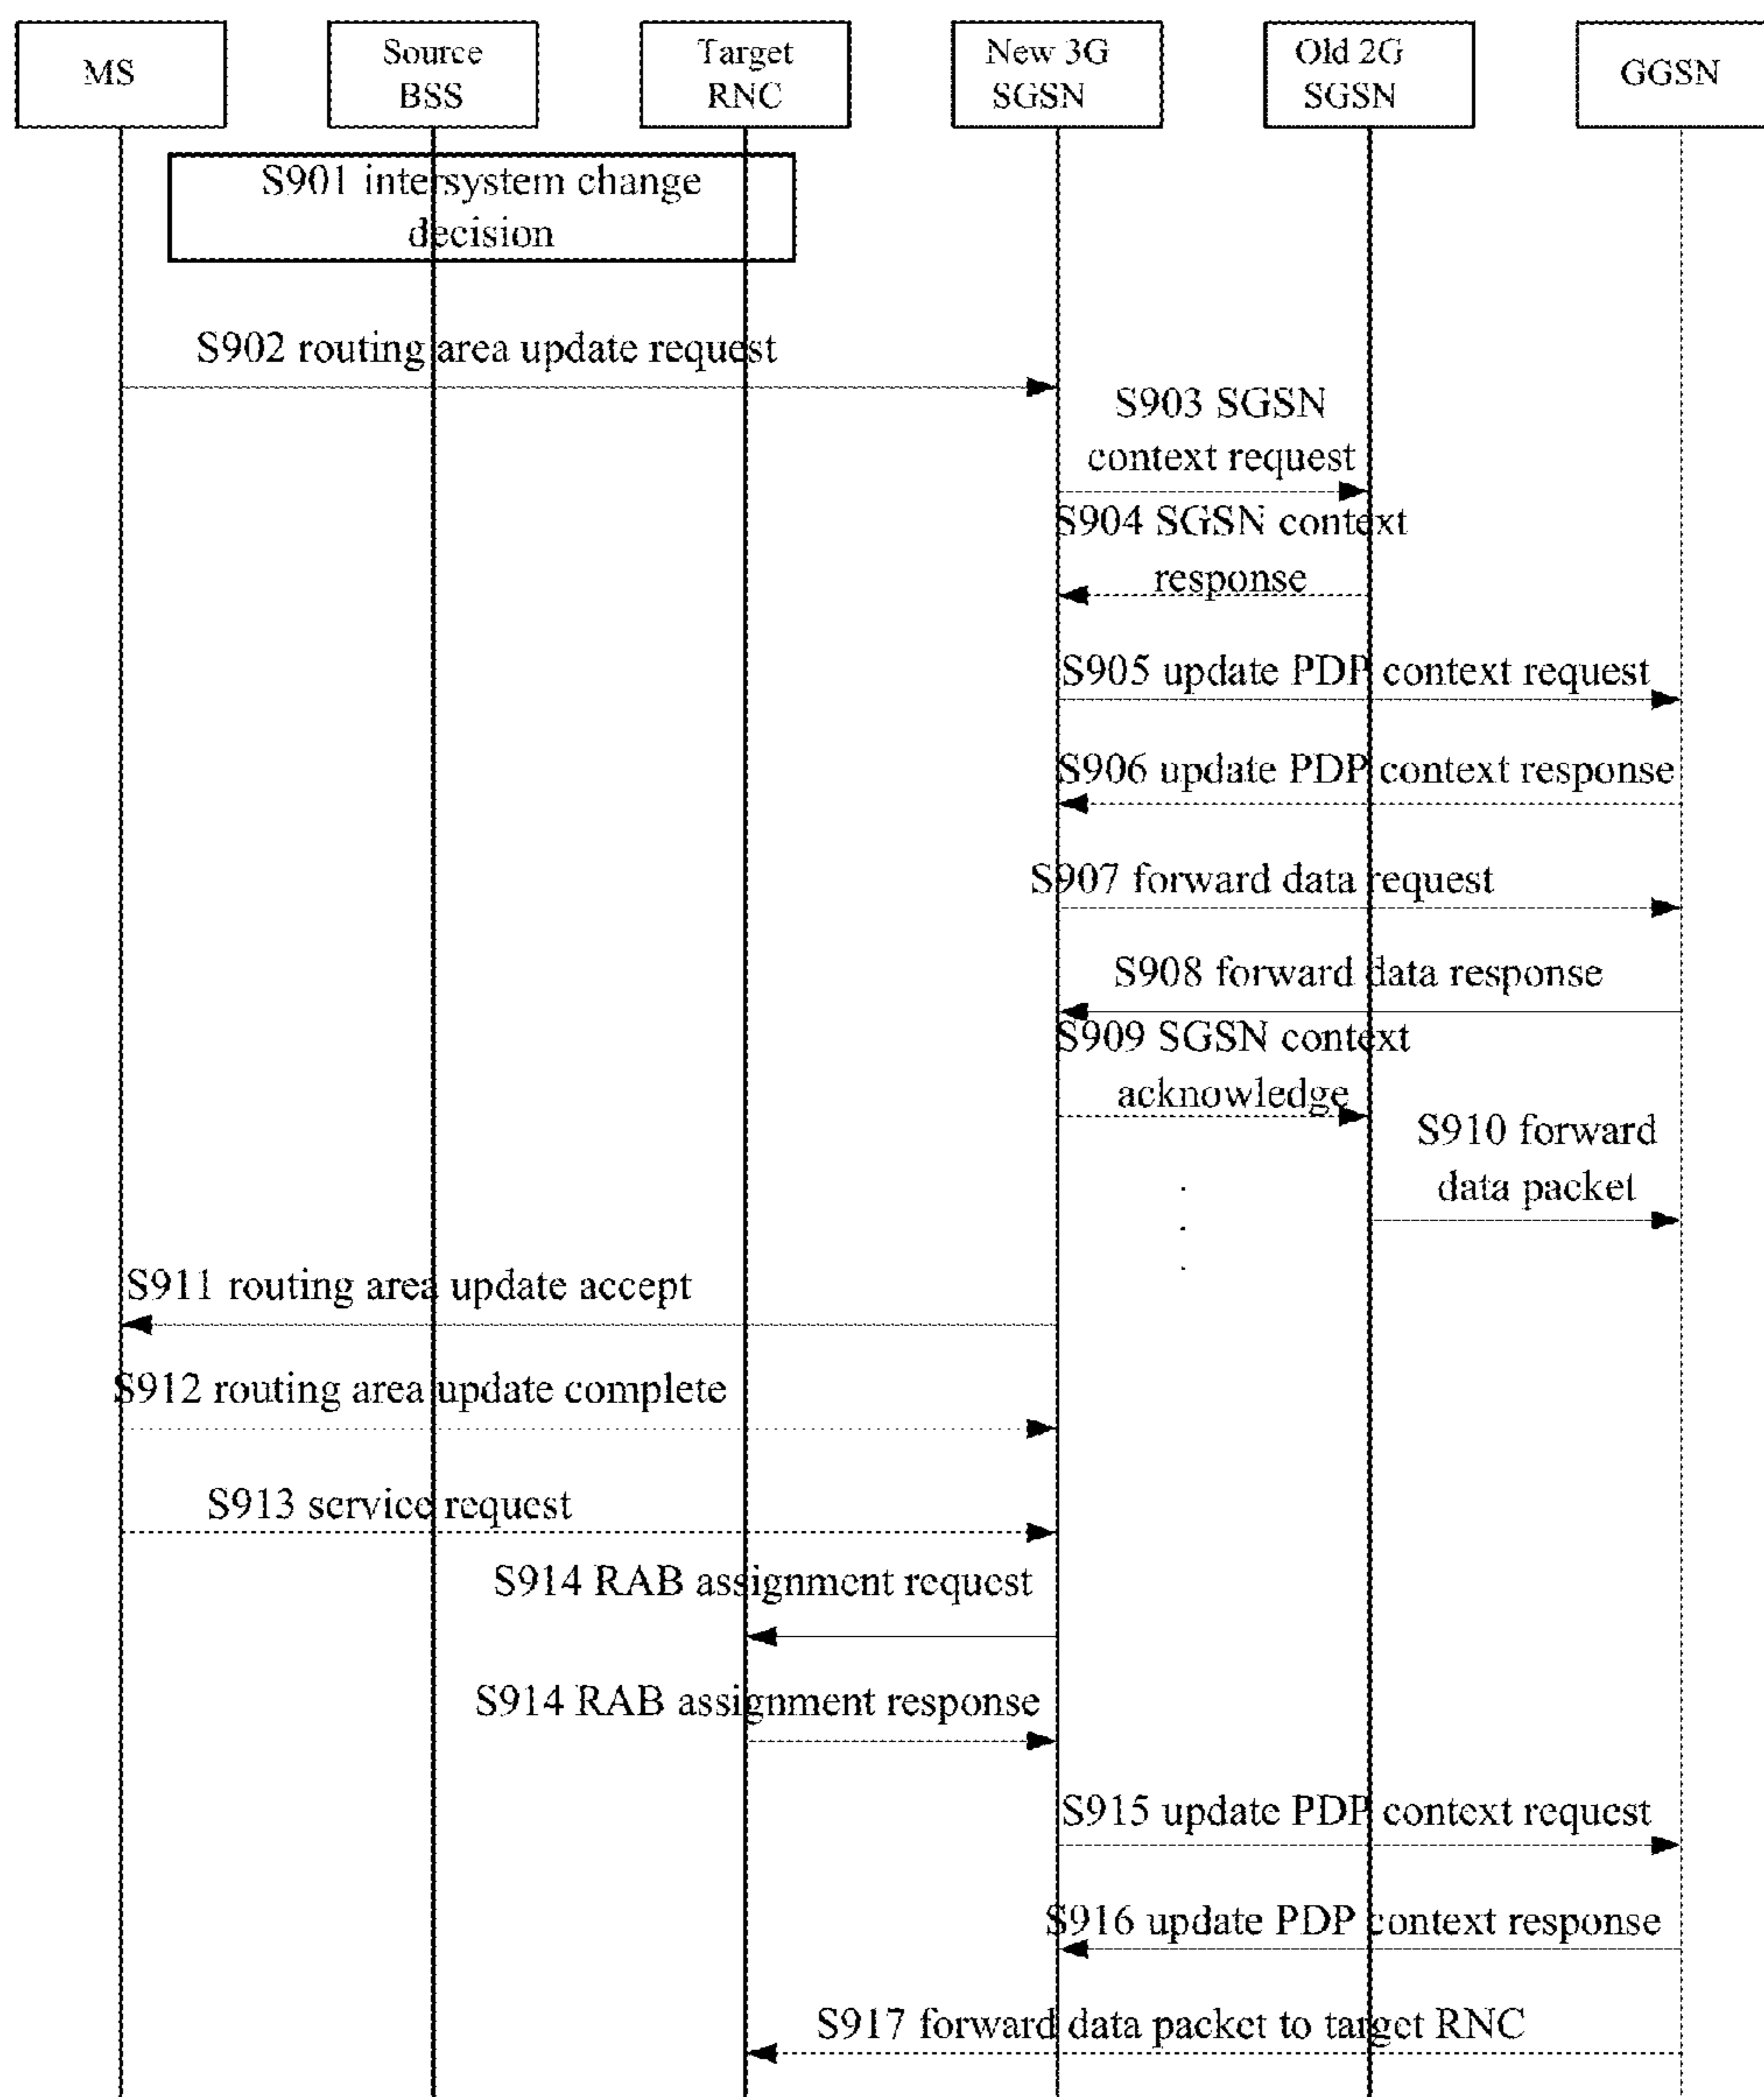 MS
Source
BSS
Target
RNC
New 3G
SGSN
Old 2G
SGSN
GGSN
S901 intersystem change
decision
S902 routing area update request
S903 SGSN
context request
S904 SGSN context
response
S905 update PDP context request
S906 update PDP context response
S907 forward data request
S908 forward data response
S909 SGSN context
acknowledge
S910 forward
data packet
S911 routing area update accept
S912 routing area update complete
S913 service request
S914 RAB assignment request
S914 RAB assignment response
S915 update PDP context request
S916 update PDP context response
S917 forward data packet to target RNC